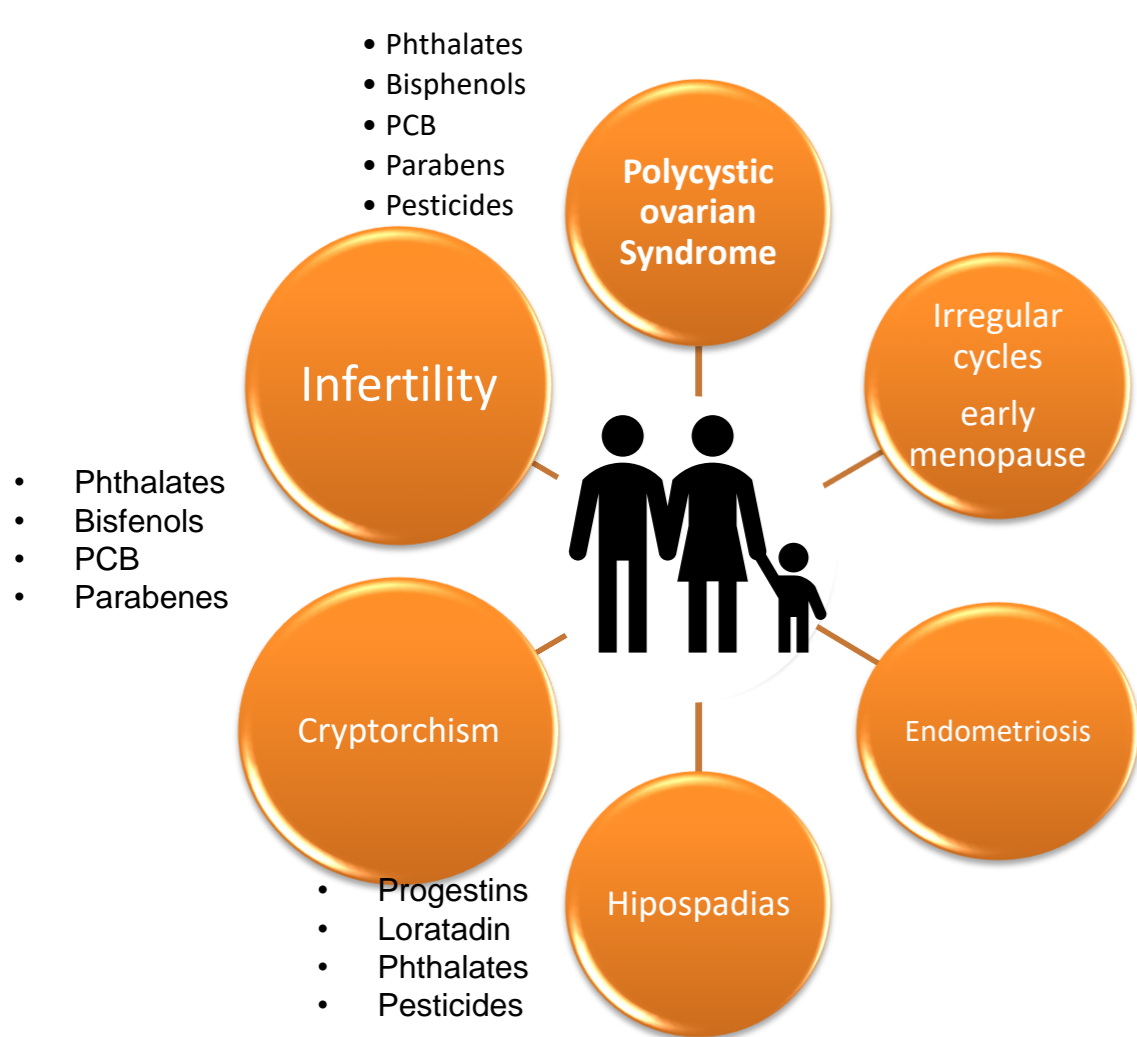 • Phthalates
• Bisphenols
• PCB
• Parabens
• Pesticides
Polycystic
ovarian
Syndrome
Irregular
cycles
early
menopause
Infertility
• Phthalates
• Bisfenols
• PCB
• Parabenes
Cryptorchism
Endometriosis
• Progestins
• Loratadin
• Phthalates
• Pesticides
Hipospadias